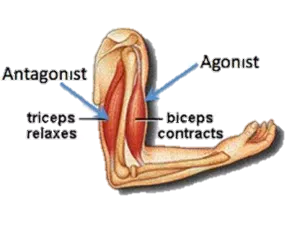 Antagonist
Agonist
triceps
relaxes
biceps
contracts